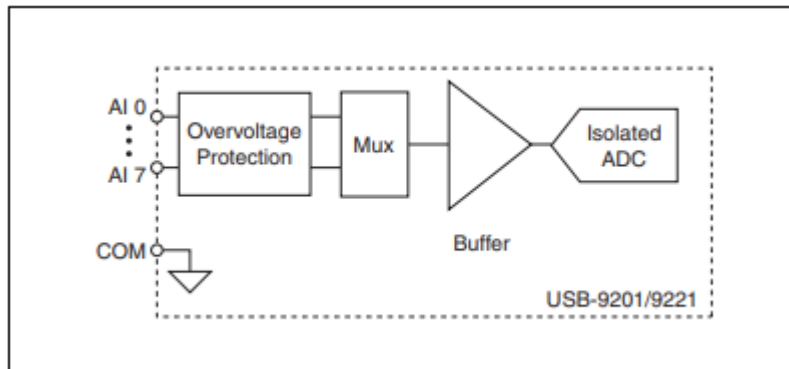 AI 0
Overvoltage
Protection
Mux
Isolated
ADC
AI 7
Buffer
COM
USB-9201/9221